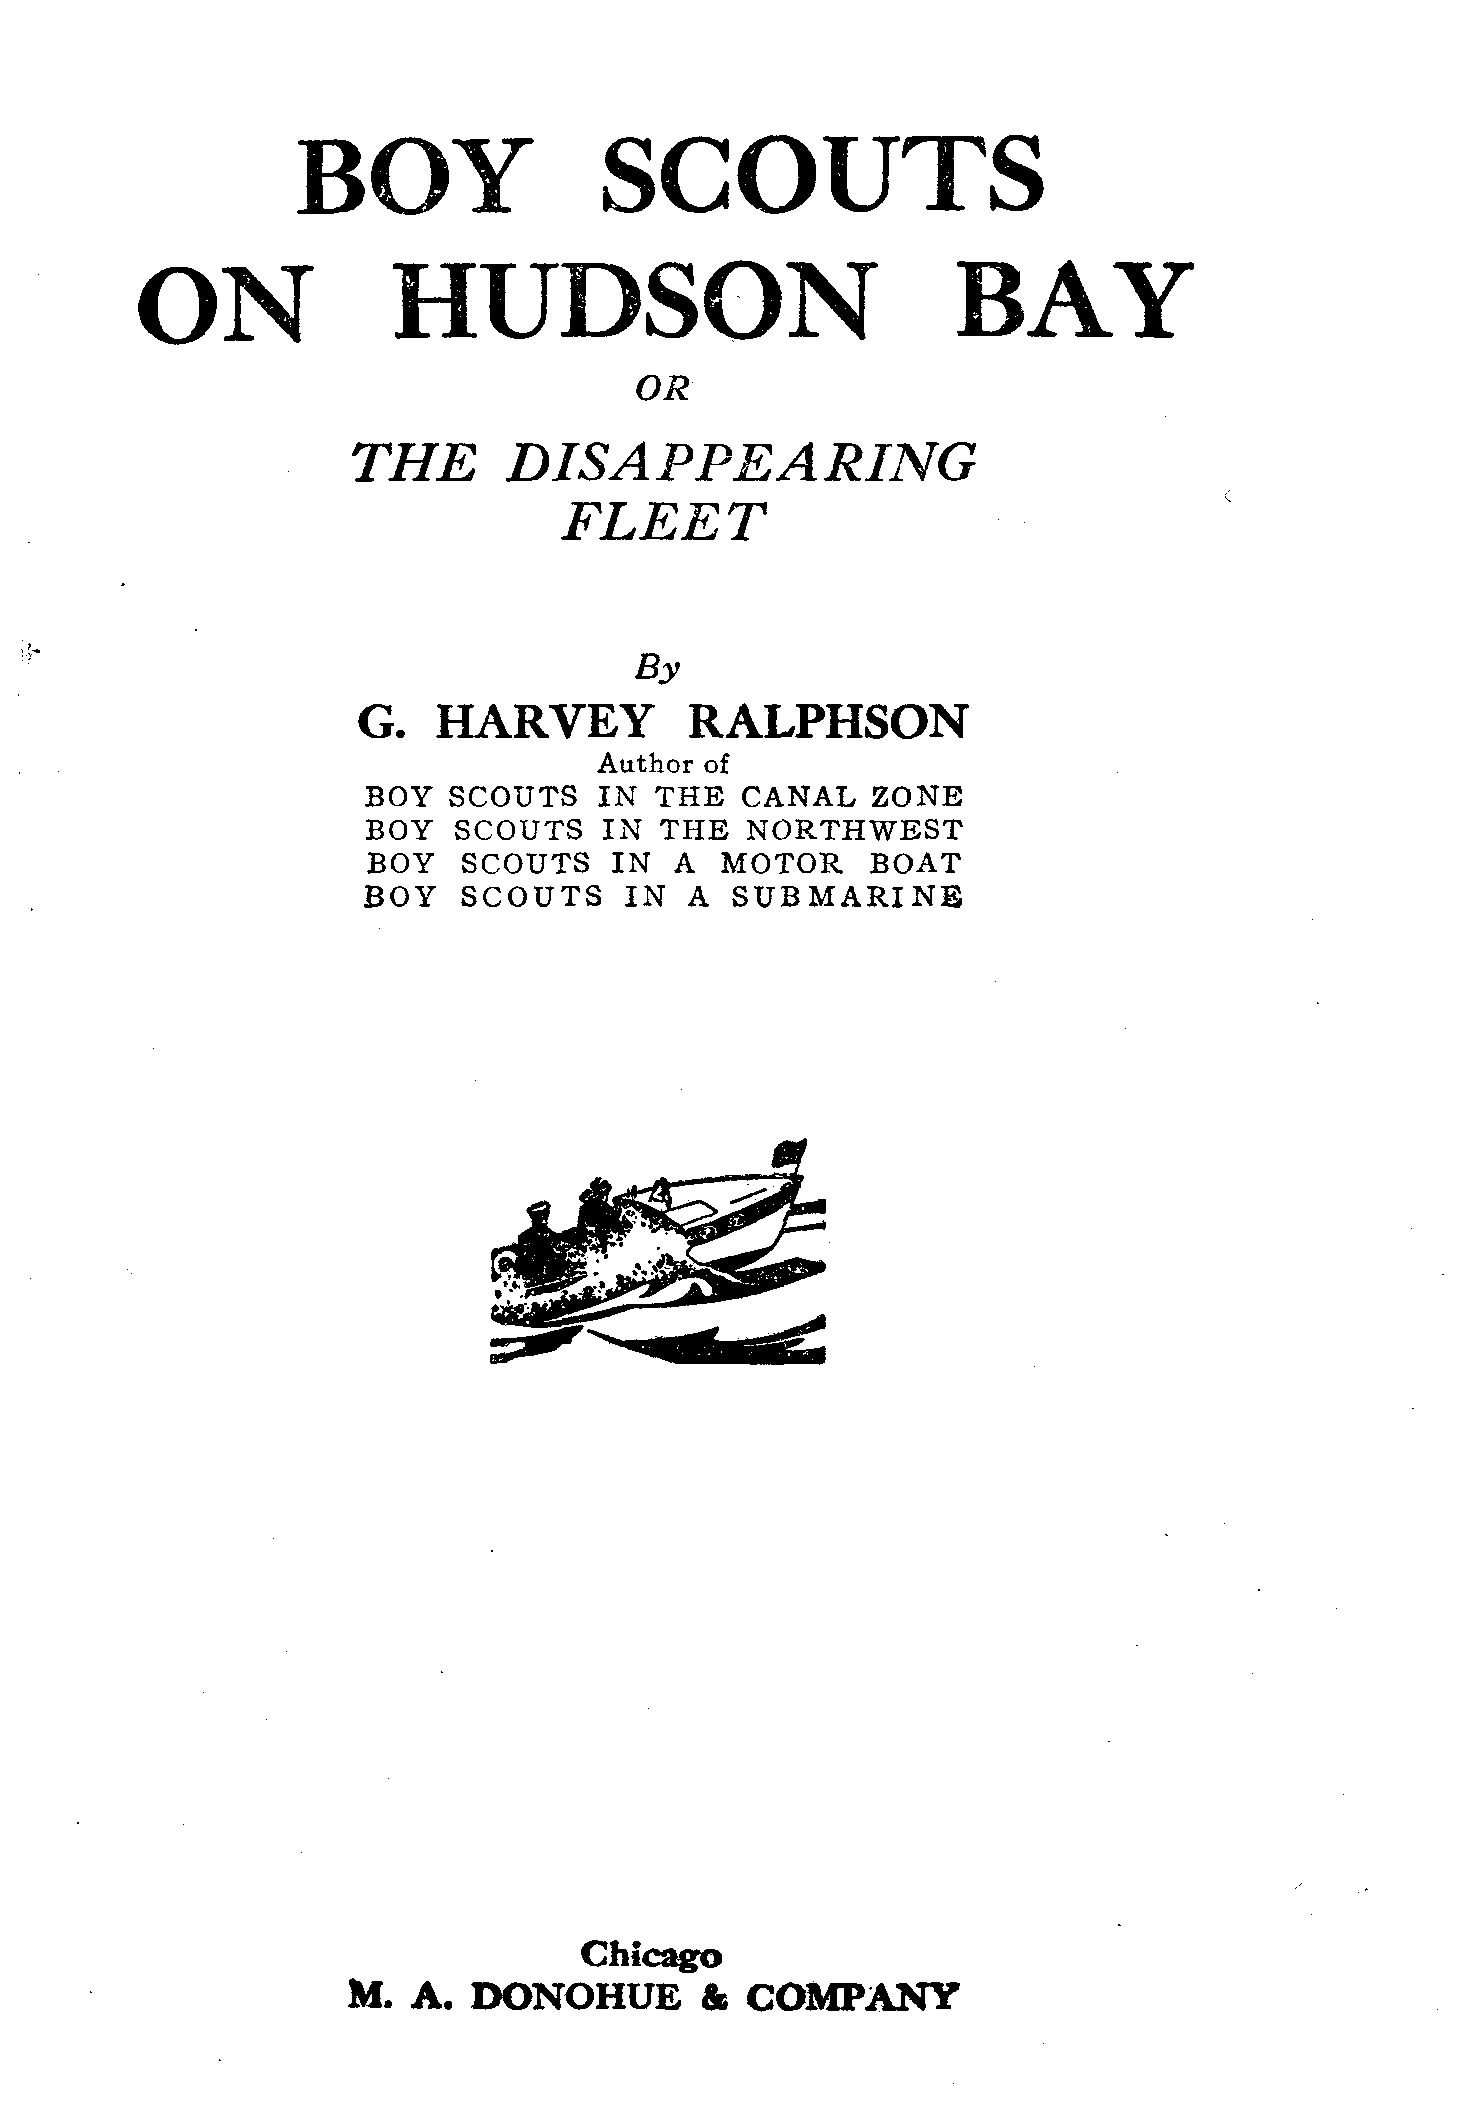 BOY SCOUTS
ON HUDSON BAY
OR
THE DISAPPEARING
FLEET
By
G. HARVEY RALPHSON
Author of
BOY SCOUTS IN THE CANAL ZONE
BOY SCOUTS IN THE NORTHWEST
BOY SCOUTS IN A MOTOR BOAT
BOY SCOUTS IN A SUBMARINE
Chicago
M. A. DONOHUE & COMPANY